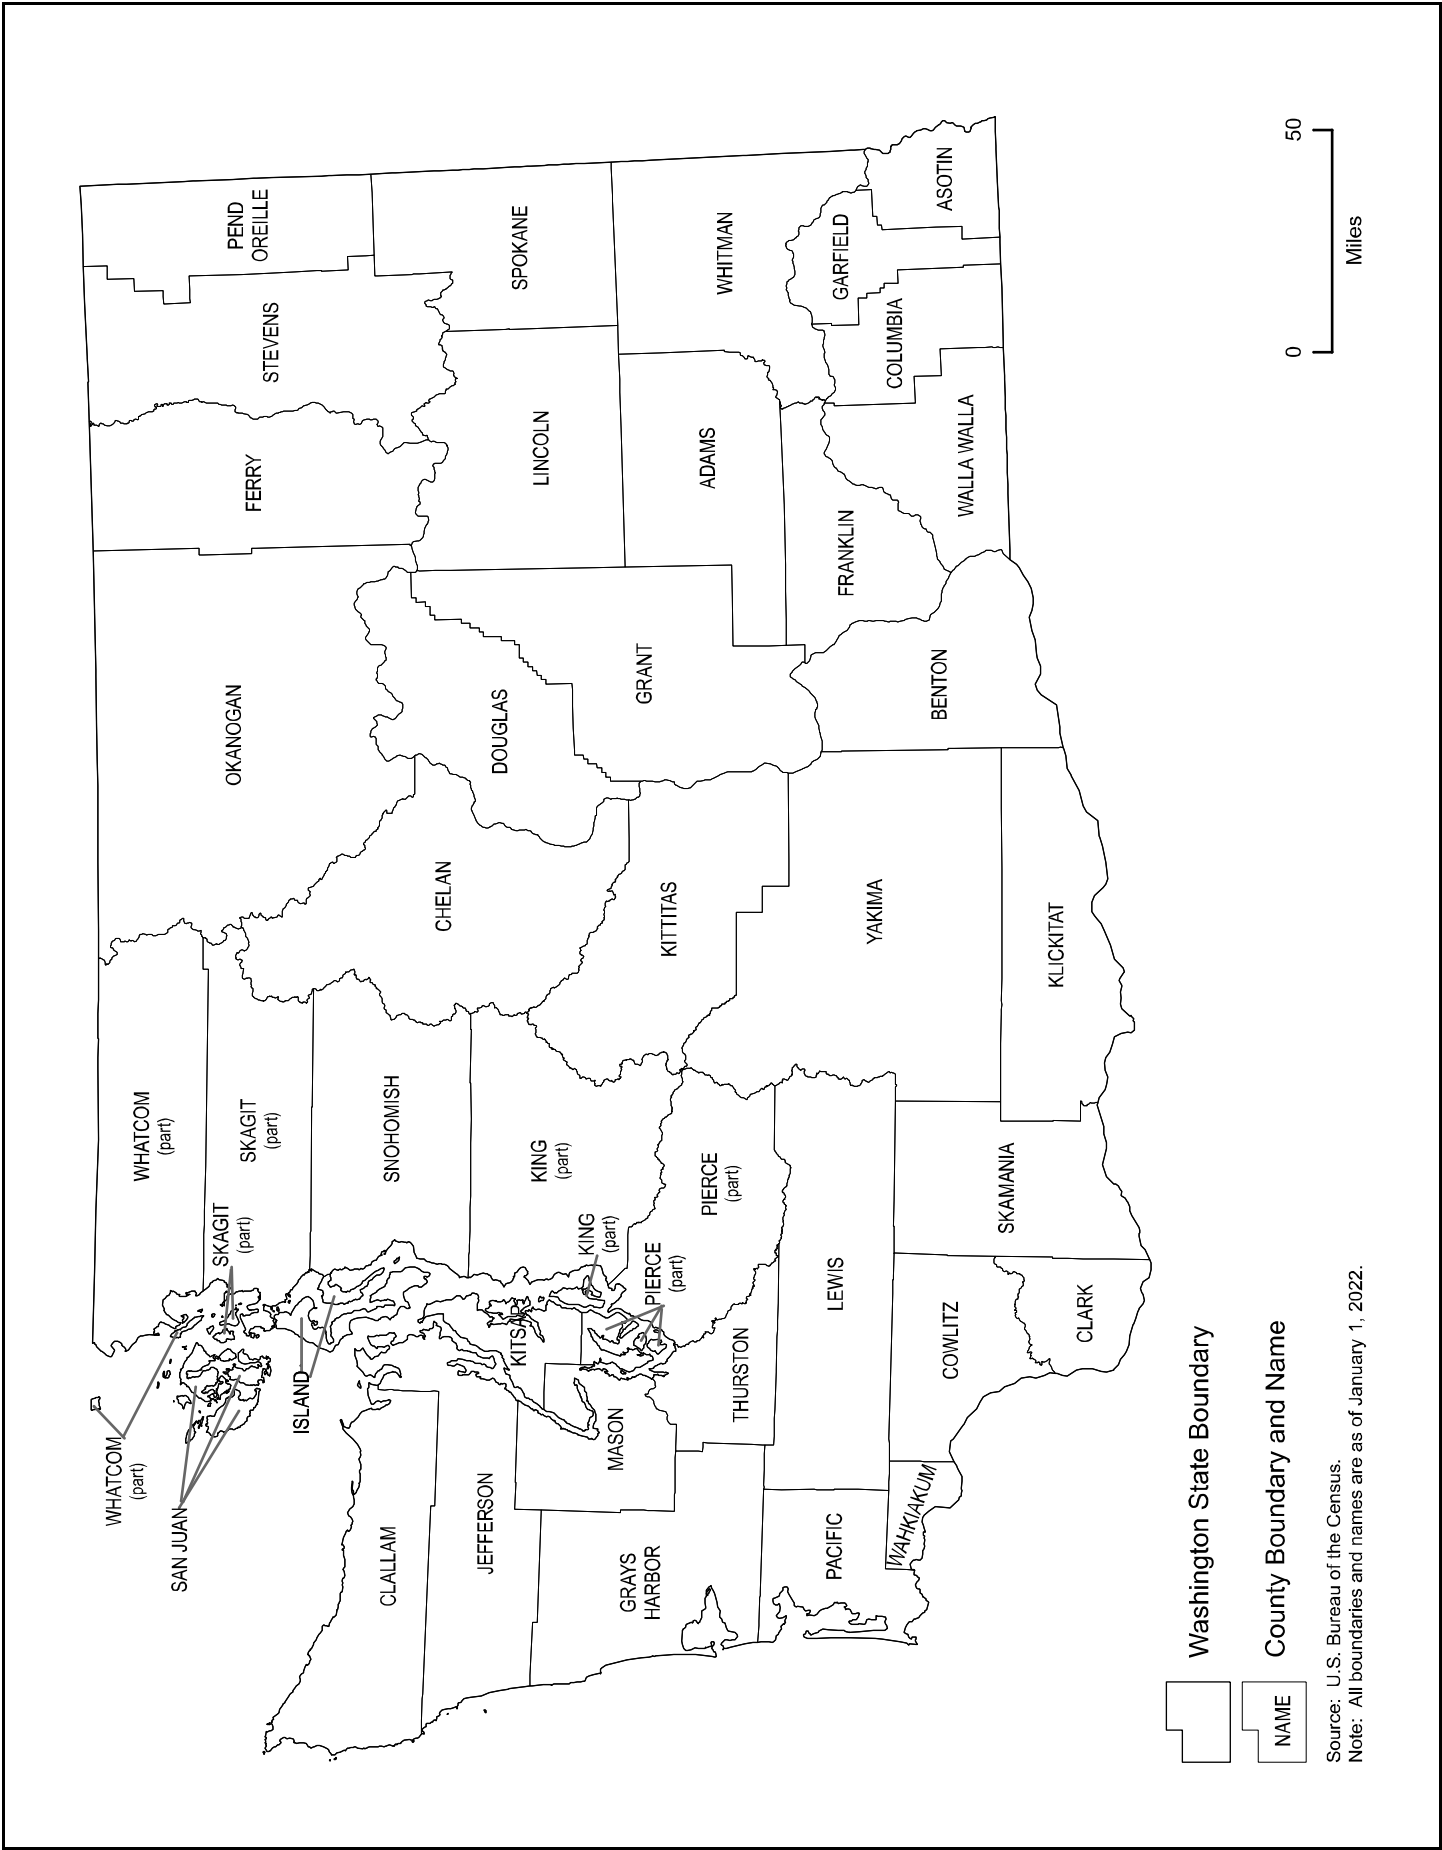 WHATCOM
(part)
SAN JUAN
WHATCOM
(part)
SKAGIT
(part)
SKAGIT
(part)
ISLAND
SNOHOMISH
CLALLAM
JEFFERSON
KITSAP
KING
(part)
KING
(part)
GRAYS
HARBOR
MASON
PIERCE
(part)
PIERCE
(part)
THURSTON
PACIFIC
LEWIS
WAHKIAKUM
COWLITZ
SKAMANIA
CLARK
OKANOGAN
FERRY
STEVENS
PEND
OREILLE
CHELAN
DOUGLAS
LINCOLN
SPOKANE
KITTITAS
GRANT
ADAMS
WHITMAN
YAKIMA
BENTON
FRANKLIN
WALLA WALLA
COLUMBIA
GARFIELD
ASOTIN
KLICKITAT
Washington State Boundary
NAME
County Boundary and Name
0
50
Miles
Source: U.S. Bureau of the Census.
Note: All boundaries and names are as of January 1, 2022.